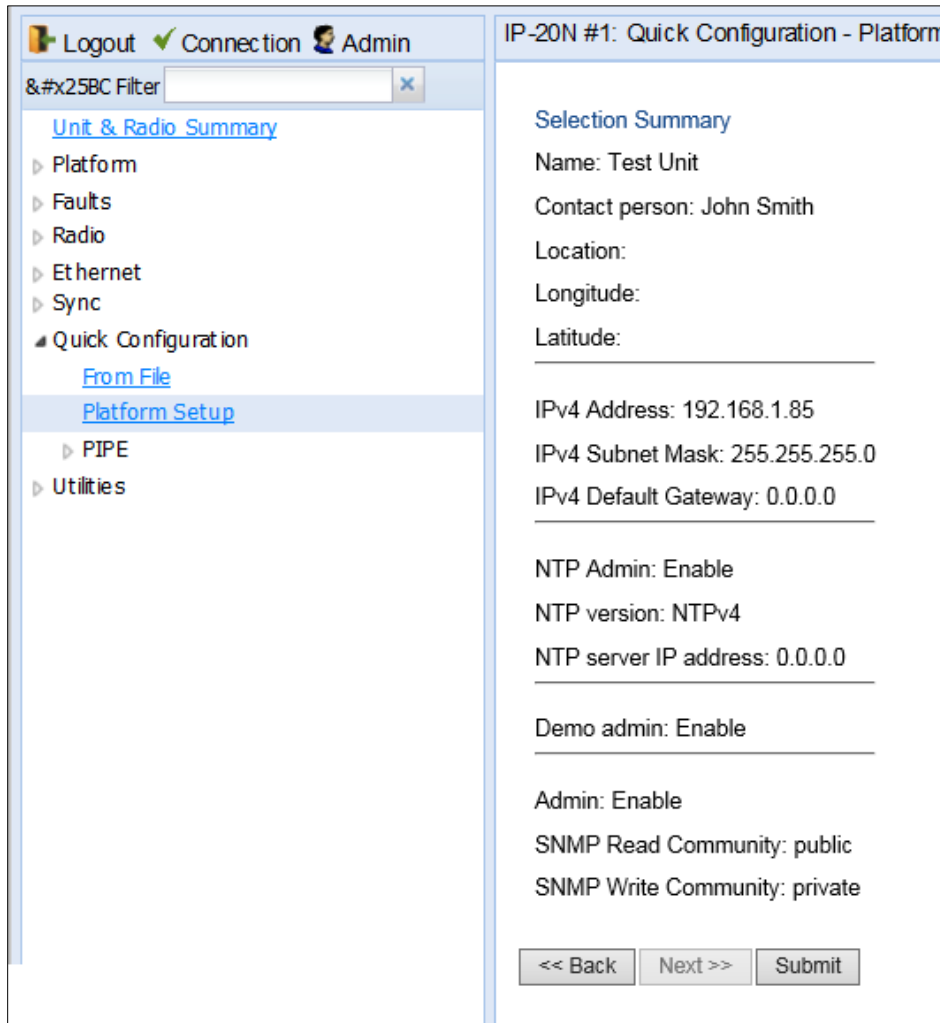 Logout Connection Admin
&#x25BC Filter
Unit & Radio Summary
Platform
Faults
Radio
Ethernet
Sync
Quick Configuration
From File
Platform Setup
PIPE
Utilities
IP-20N #1: Quick Configuration - Platform
Selection Summary
Name: Test Unit
Contact person: John Smith
Location:
Longitude:
Latitude:
IPv4 Address: 192.168.1.85
IPv4 Subnet Mask: 255.255.255.0
IPv4 Default Gateway: 0.0.0.0
NTP Admin: Enable
NTP version: NTPv4
NTP server IP address: 0.0.0.0
Demo admin: Enable
Admin: Enable
SNMP Read Community: public
SNMP Write Community: private
<< Back Next >> Submit